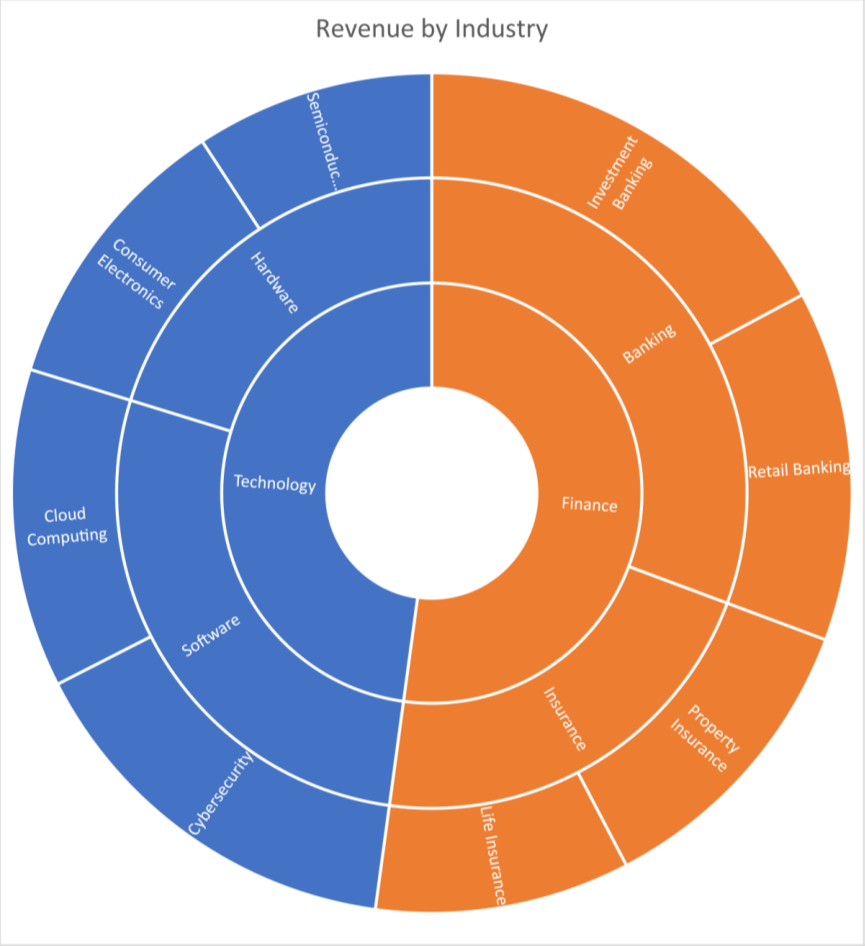 Revenue by Industry
Semiconduc...
Investment
Banking
Consumer
Electronics
Hardware
Banking
Retail Banking
Technology
Finance
Cloud
Computing
Software
Insurance
Property
Insurance
Cybersecurity
Life Insurance